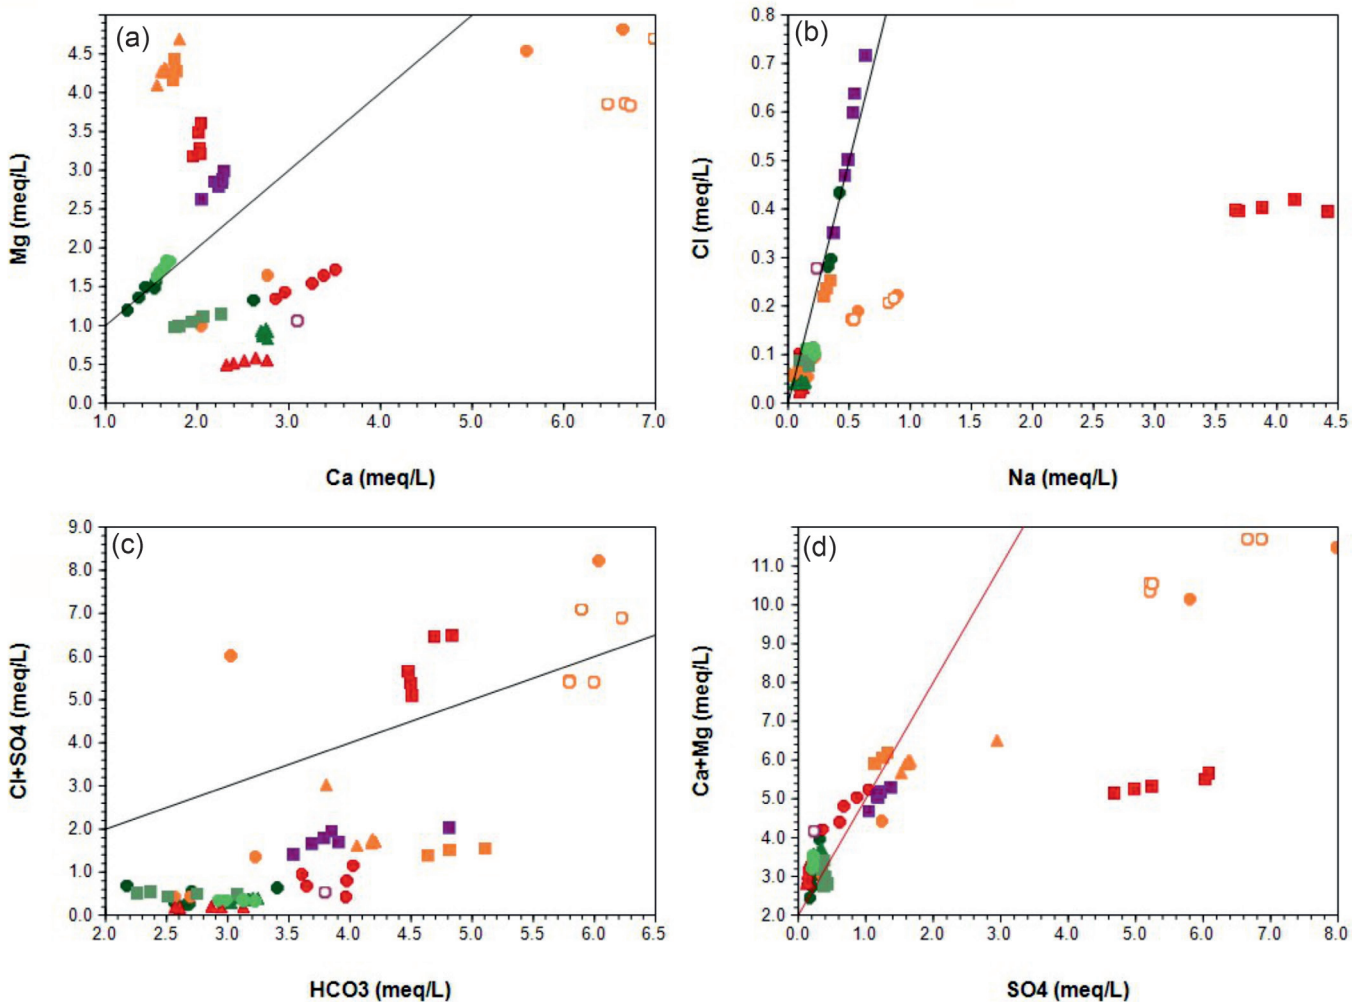 (a)
4.5
4.0
3.5
3.0
2.5
2.0
1.5
1.0
0.5
0.0
Mg (meq/L)
1.0 2.0 3.0 4.0 5.0 6.0 7.0
Ca (meq/L)
(b)
0.8
0.7
0.6
0.5
0.4
0.3
0.2
0.1
0.0
Cl (meq/L)
0.0 0.5 1.0 1.5 2.0 2.5 3.0 3.5 4.0 4.5
Na (meq/L)
(c)
9.0
8.0
7.0
6.0
5.0
4.0
3.0
2.0
1.0
0.0
Cl+SO4 (meq/L)
2.0 2.5 3.0 3.5 4.0 4.5 5.0 5.5 6.0 6.5
HCO3 (meq/L)
(d)
11.0
10.0
9.0
8.0
7.0
6.0
5.0
4.0
3.0
2.0
Ca+Mg (meq/L)
0.0 1.0 2.0 3.0 4.0 5.0 6.0 7.0 8.0
SO4 (meq/L)